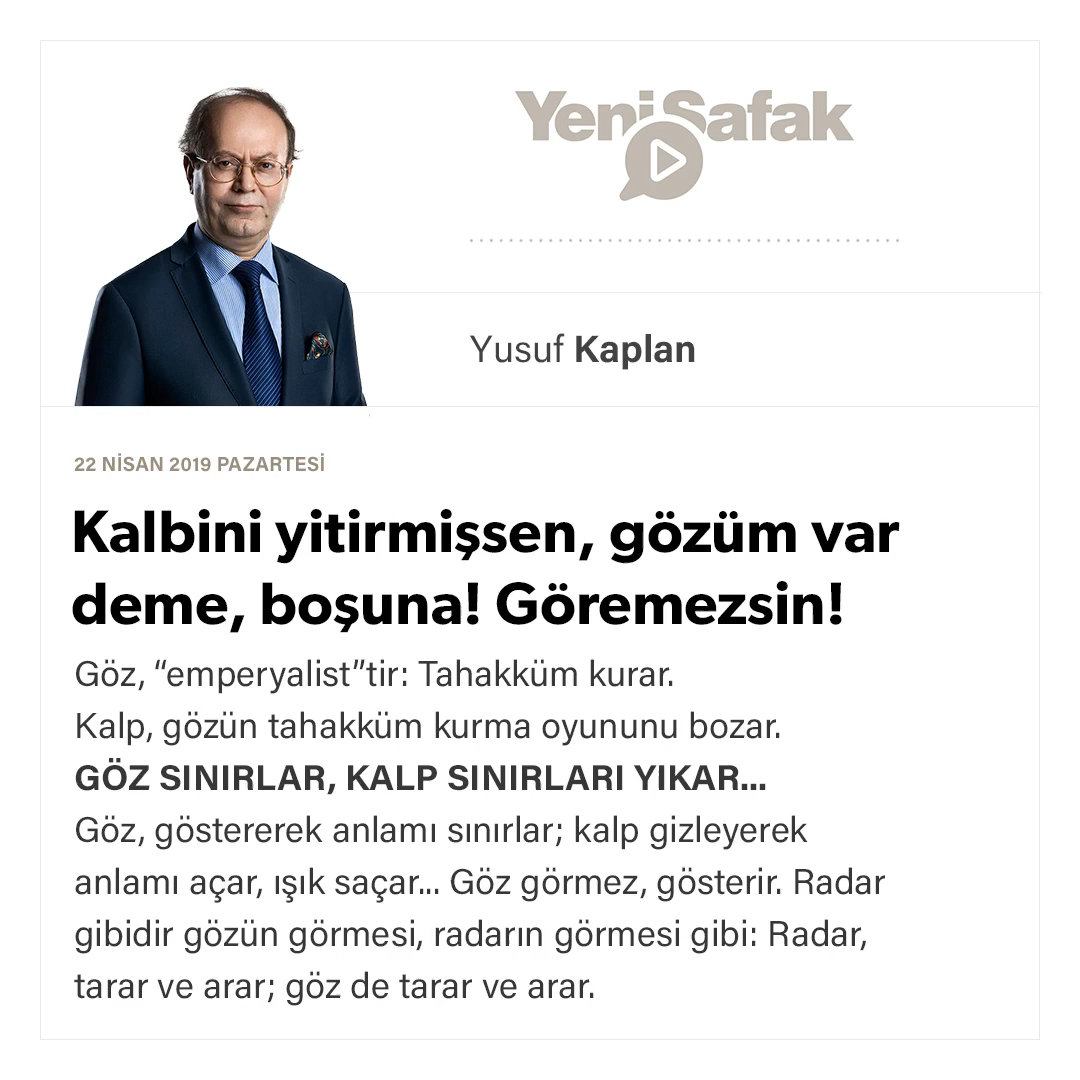 YeniSafak
Yusuf Kaplan
22 NİSAN 2019 PAZARTESİ
Kalbini yitirmişsen, gözüm var
deme, boşuna! Göremezsin!
Göz, “emperyalist”tir: Tahakküm kurar.
Kalp, gözün tahakküm kurma oyununu bozar.
GÖZ SINIRLAR, KALP SINIRLARI YIKAR...
Göz, göstererek anlamı sınırlar; kalp gizleyerek
anlamı açar, ışık saçar... Göz görmez, gösterir. Radar
gibidir gözün görmesi, radarın görmesi gibi: Radar,
tarar ve arar; göz de tarar ve arar.